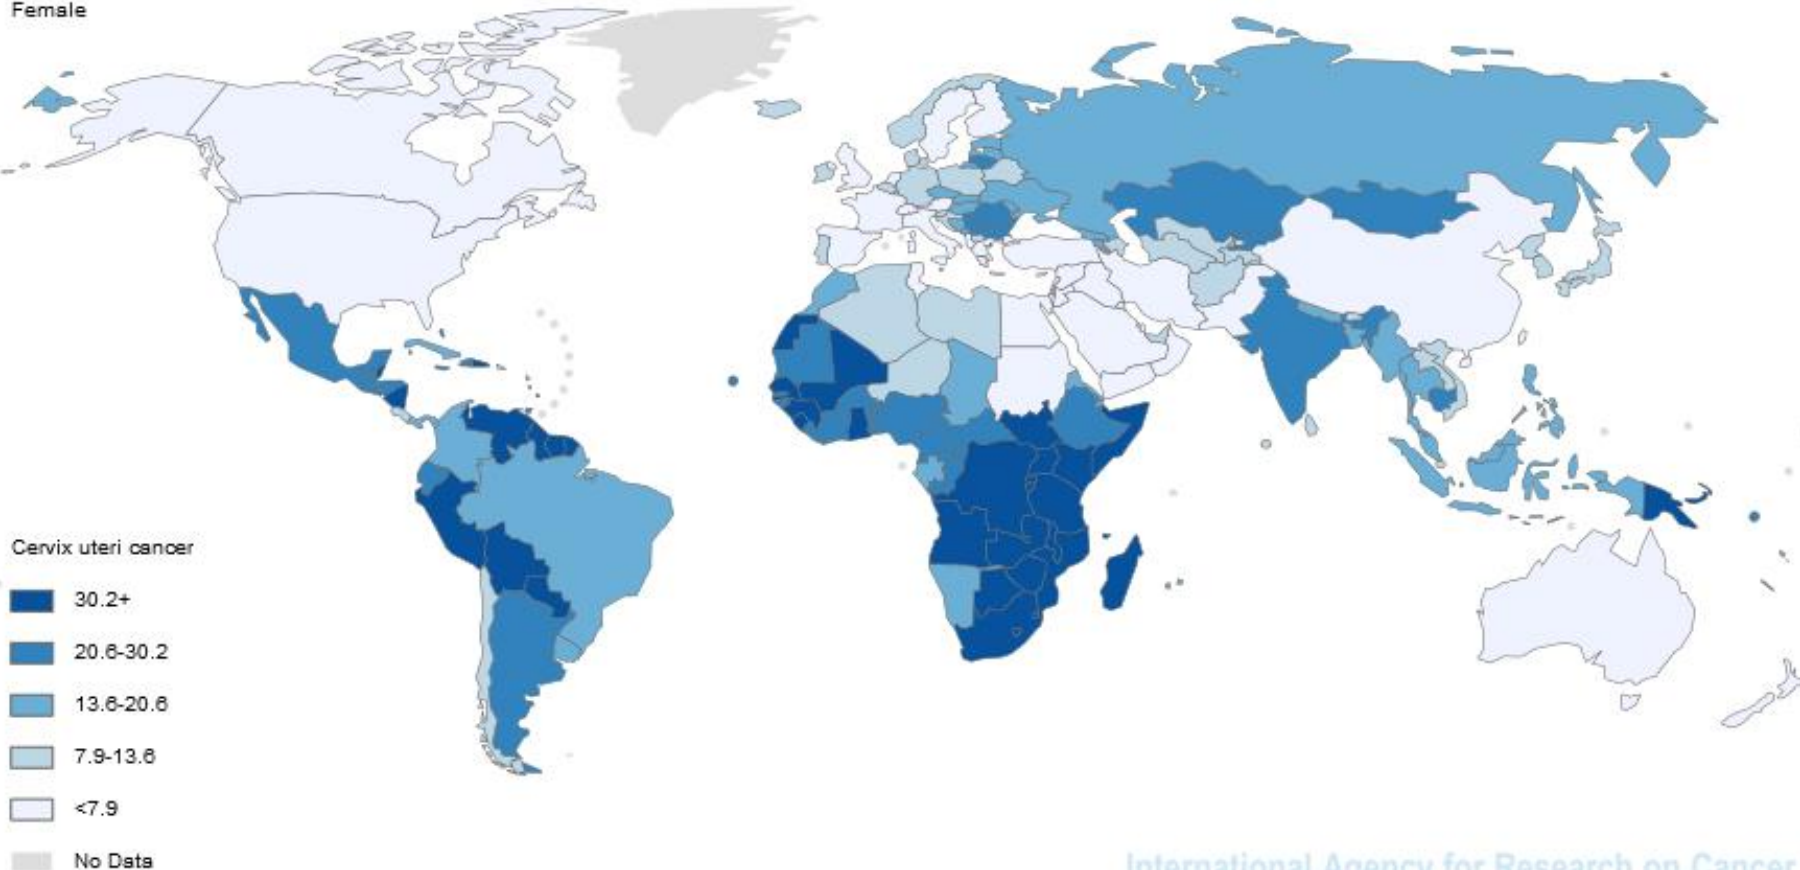 Female
Cervix uteri cancer
30.2+
20.6-30.2
13.6-20.6
7.9-13.6
<7.9
No Data
International Agency for Research on Cancer